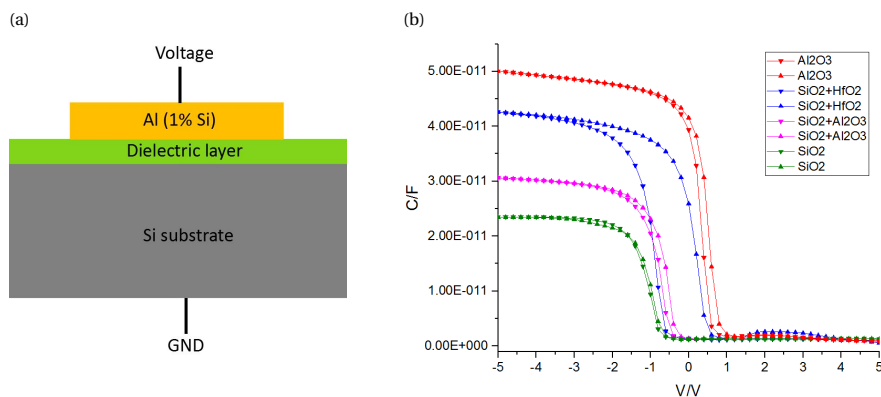 (a)
Voltage
Al (1% Si)
Dielectric layer
Si substrate
GND
(b)
5.00E-011
4.00E-011
3.00E-011
2.00E-011
1.00E-011
0.00E+000
C/F
-5 -4 -3 -2 -1 0 1 2 3 4 5
V/V
Al2O3
Al2O3
SiO2+HfO2
SiO2+HfO2
SiO2+Al2O3
SiO2+Al2O3
SiO2
SiO2